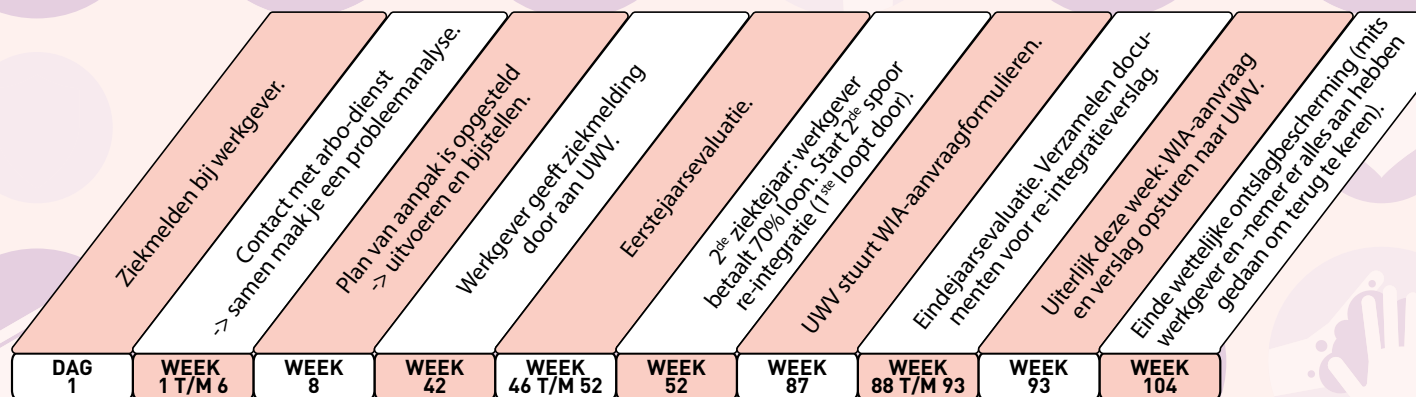 Ziekmelden bij werkgever.
Contact met arbo-dienst
-> samen maak je een probleemanalyse.
Plan van aanpak is opgesteld
-> uitvoeren en bijstellen.
Werkgever geeft ziekmelding
door aan UWV.
Eerstejaarsevaluatie.
2de ziektejaar: werkgever
betaalt 70% loon. Start 2de spoor
re-integratie (1ste loopt door).
UWV stuurt WIA-aanvraagformulieren.
Eindejaarsevaluatie. Verzamelen docu-
menten voor re-integratieverslag.
Uiterlijk deze week: WIA-aanvraag
en verslag opsturen naar UWV.
Einde wettelijke ontslagbescherming (mits
werkgever en -nemer er alles aan hebben
gedaan om terug te keren).
DAG
1
WEEK
1 T/M 6
WEEK
8
WEEK
42
WEEK
46 T/M 52
WEEK
52
WEEK
87
WEEK
88 T/M 93
WEEK
93
WEEK
104